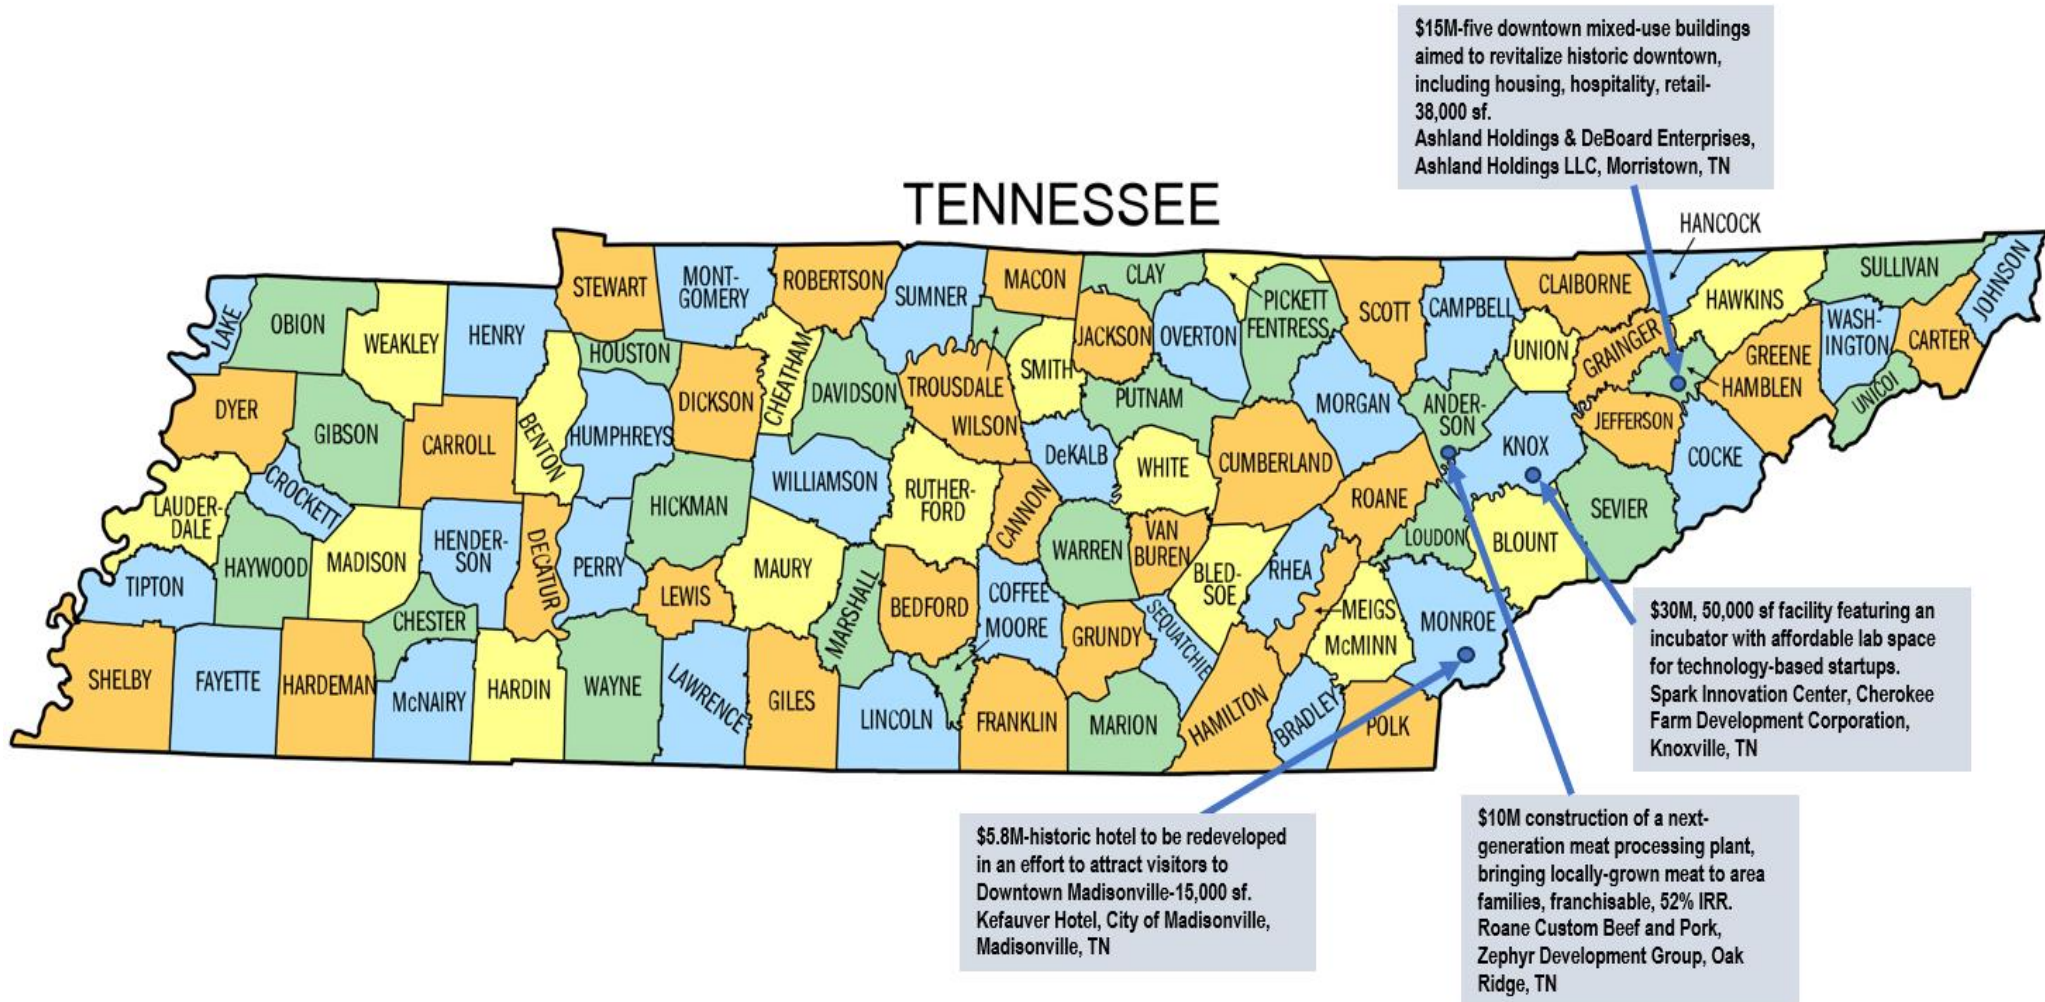 $15M-five downtown mixed-use buildings
aimed to revitalize historic downtown,
including housing, hospitality, retail-
38,000 sf.
Ashland Holdings & DeBoard Enterprises,
Ashland Holdings LLC, Morristown, TN
TENNESSEE
HANCOCK
STEWART
MONT-
GOMERY
ROBERTSON
SUMNER
MACON
CLAY
PICKETT
FENTRESS
SCOTT
CAMPBELL
CLAIBORNE
HAWKINS
SULLIVAN
JOHNSON
LAKE
OBION
WEAKLEY
HENRY
HOUSTON
CHEATHAM
DAVIDSON
TROUSDALE
WILSON
SMITH
JACKSON
OVERTON
UNION
GRAINGER
HAMBLEN
GREENE
WASH-
INGTON
CARTER
UNICOI
DYER
GIBSON
CARROLL
BENTON
HUMPHREYS
DICKSON
PUTNAM
MORGAN
ANDER-
SON
KNOX
JEFFERSON
COCKE
LAUDER-
DALE
CROCKETT
HICKMAN
WILLIAMSON
RUTHER-
FORD
CANNON
DeKALB
WHITE
CUMBERLAND
ROANE
LOUDON
BLOUNT
SEVIER
TIPTON
HAYWOOD
MADISON
HENDER-
SON
DECATUR
PERRY
LEWIS
MAURY
MARSHALL
BEDFORD
COFFEE
MOORE
WARREN
VAN
BUREN
BLED-
SOE
RHEA
MEIGS
McMINN
MONROE
CHESTER
GRUNDY
SEQUATCHIE
SHELBY
FAYETTE
HARDEMAN
McNAIRY
HARDIN
WAYNE
LAWRENCE
GILES
LINCOLN
FRANKLIN
MARION
HAMILTON
BRADLEY
POLK
$30M, 50,000 sf facility featuring an
incubator with affordable lab space
for technology-based startups.
Spark Innovation Center, Cherokee
Farm Development Corporation,
Knoxville, TN
$5.8M-historic hotel to be redeveloped
in an effort to attract visitors to
Downtown Madisonville-15,000 sf.
Kefauver Hotel, City of Madisonville,
Madisonville, TN
$10M construction of a next-
generation meat processing plant,
bringing locally-grown meat to area
families, franchisable, 52% IRR.
Roane Custom Beef and Pork,
Zephyr Development Group, Oak
Ridge, TN